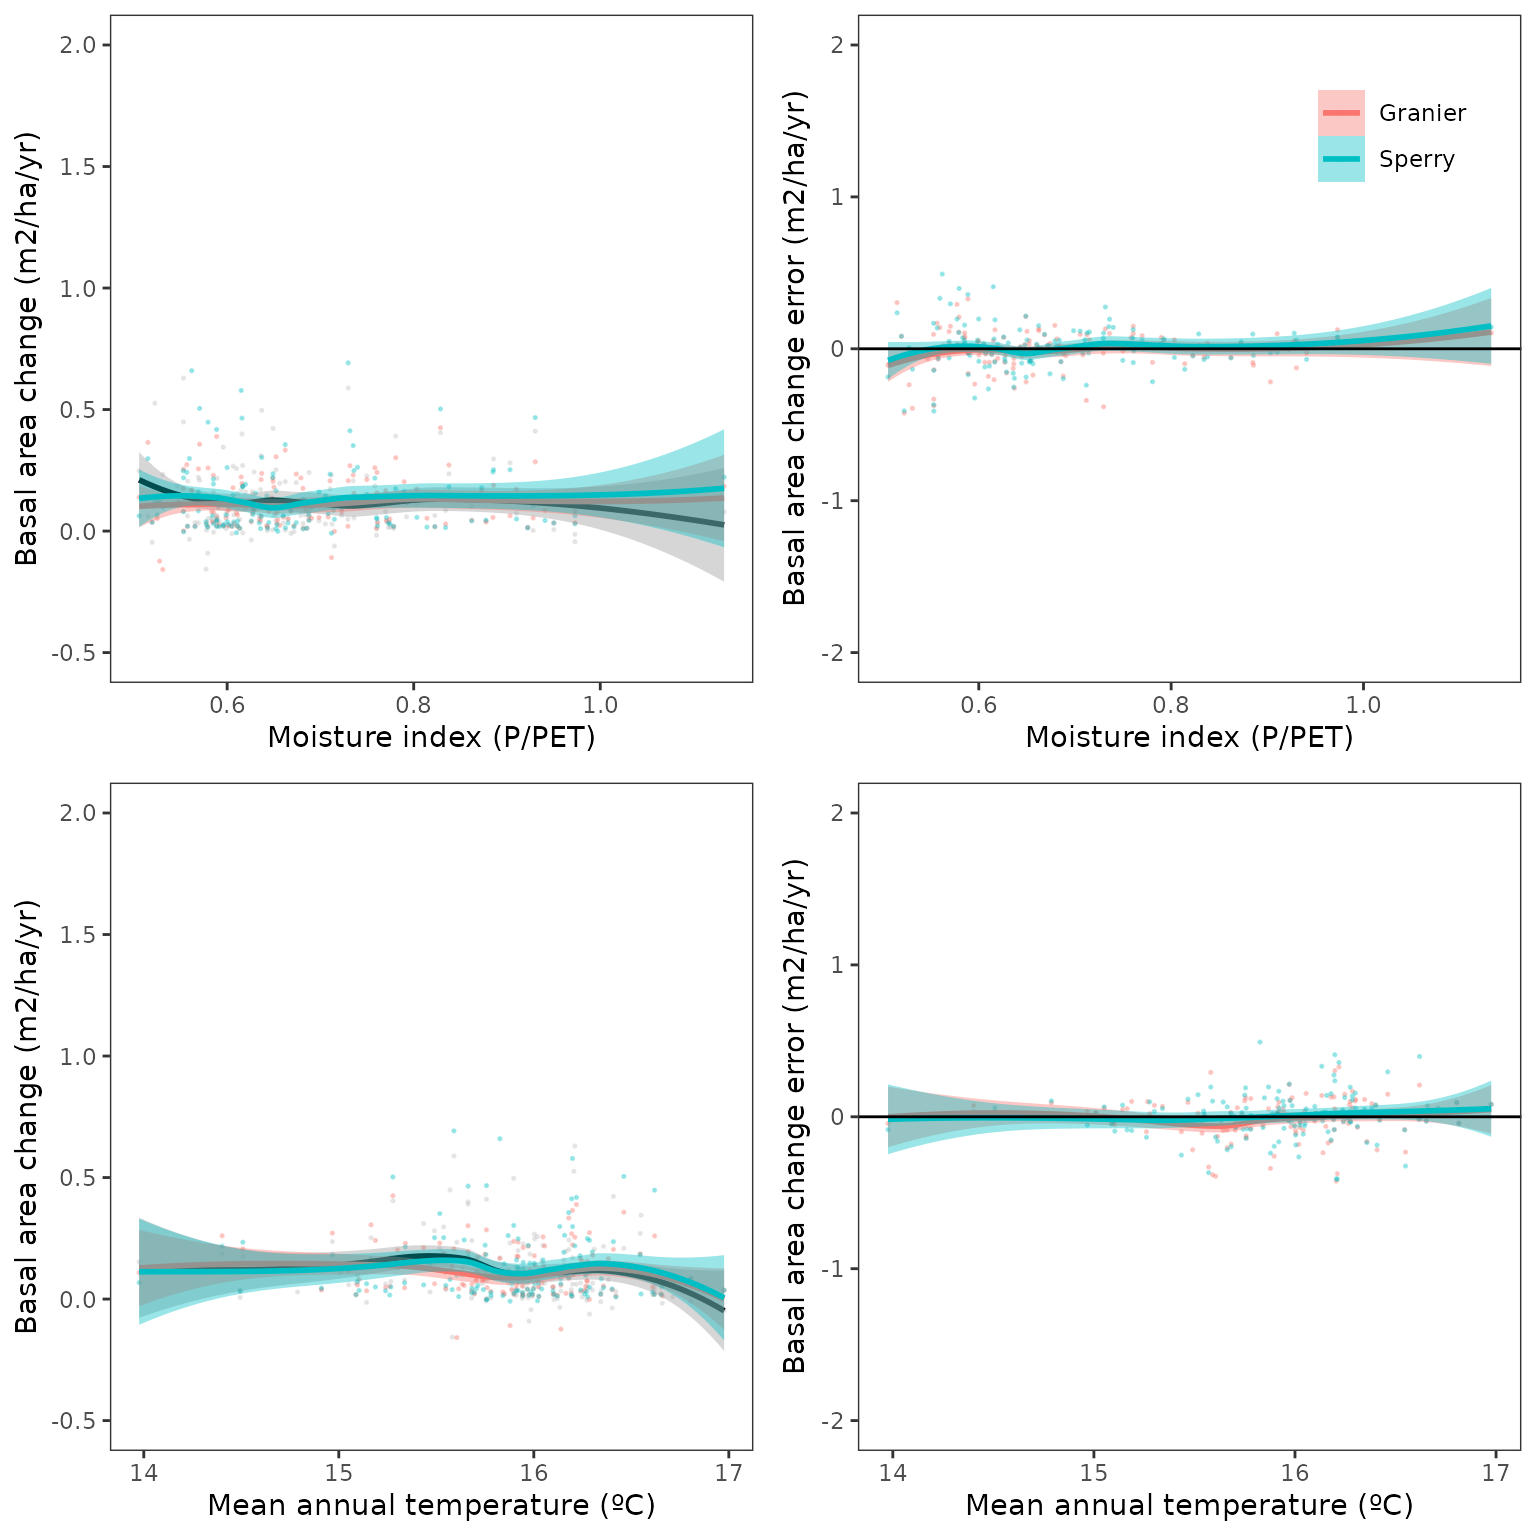 2.0
1.5
1.0
0.5
0.0
-0.5
Basal area change (m2/ha/yr)
0.6 0.8 1.0
Moisture index (P/PET)
2
1
0
-1
-2
Basal area change error (m2/ha/yr)
Granier
Sperry
0.6 0.8 1.0
Moisture index (P/PET)
2.0
1.5
1.0
0.5
0.0
-0.5
Basal area change (m2/ha/yr)
14 15 16 17
Mean annual temperature (ºC)
2
1
0
-1
-2
Basal area change error (m2/ha/yr)
14 15 16 17
Mean annual temperature (ºC)